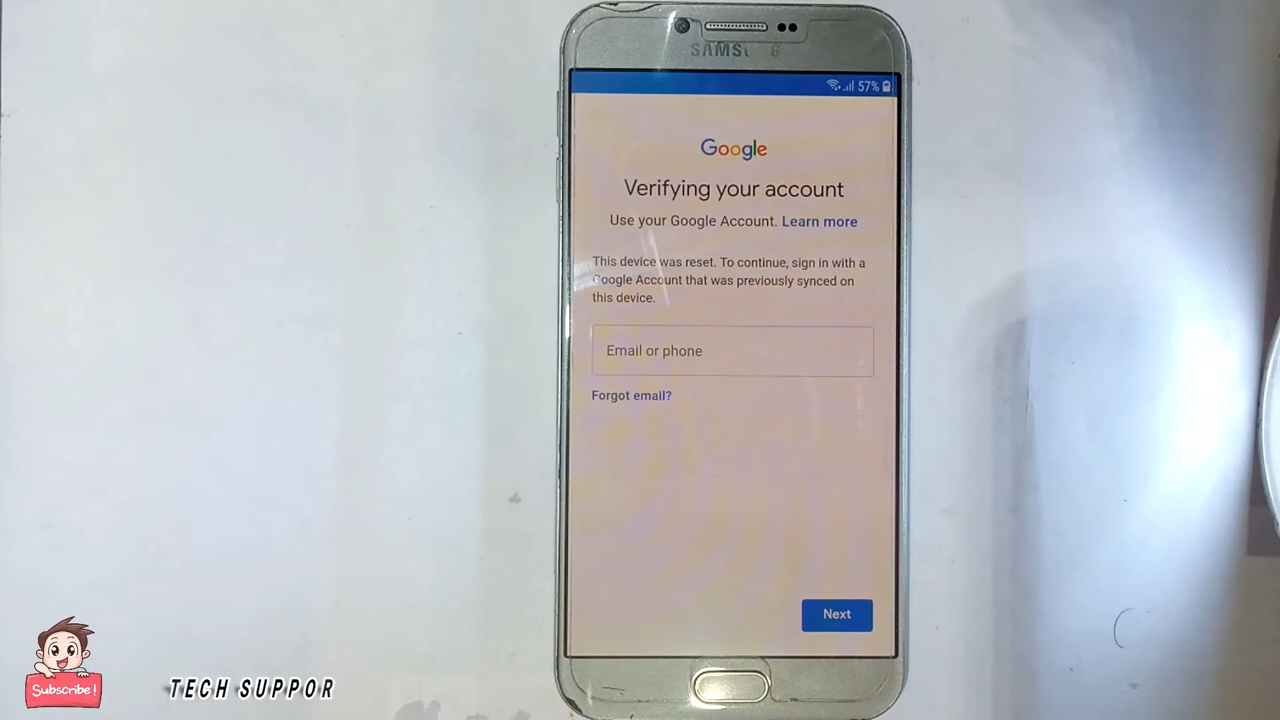 SAMS G
57%
Google
Verifying your account
Use your Google Account. Learn more
This device was reset. To continue, sign in with a
Google Account that was previously synced on
this device.
Email or phone
Forgot email?
Next
Subscribe!
TECH SUPPOR